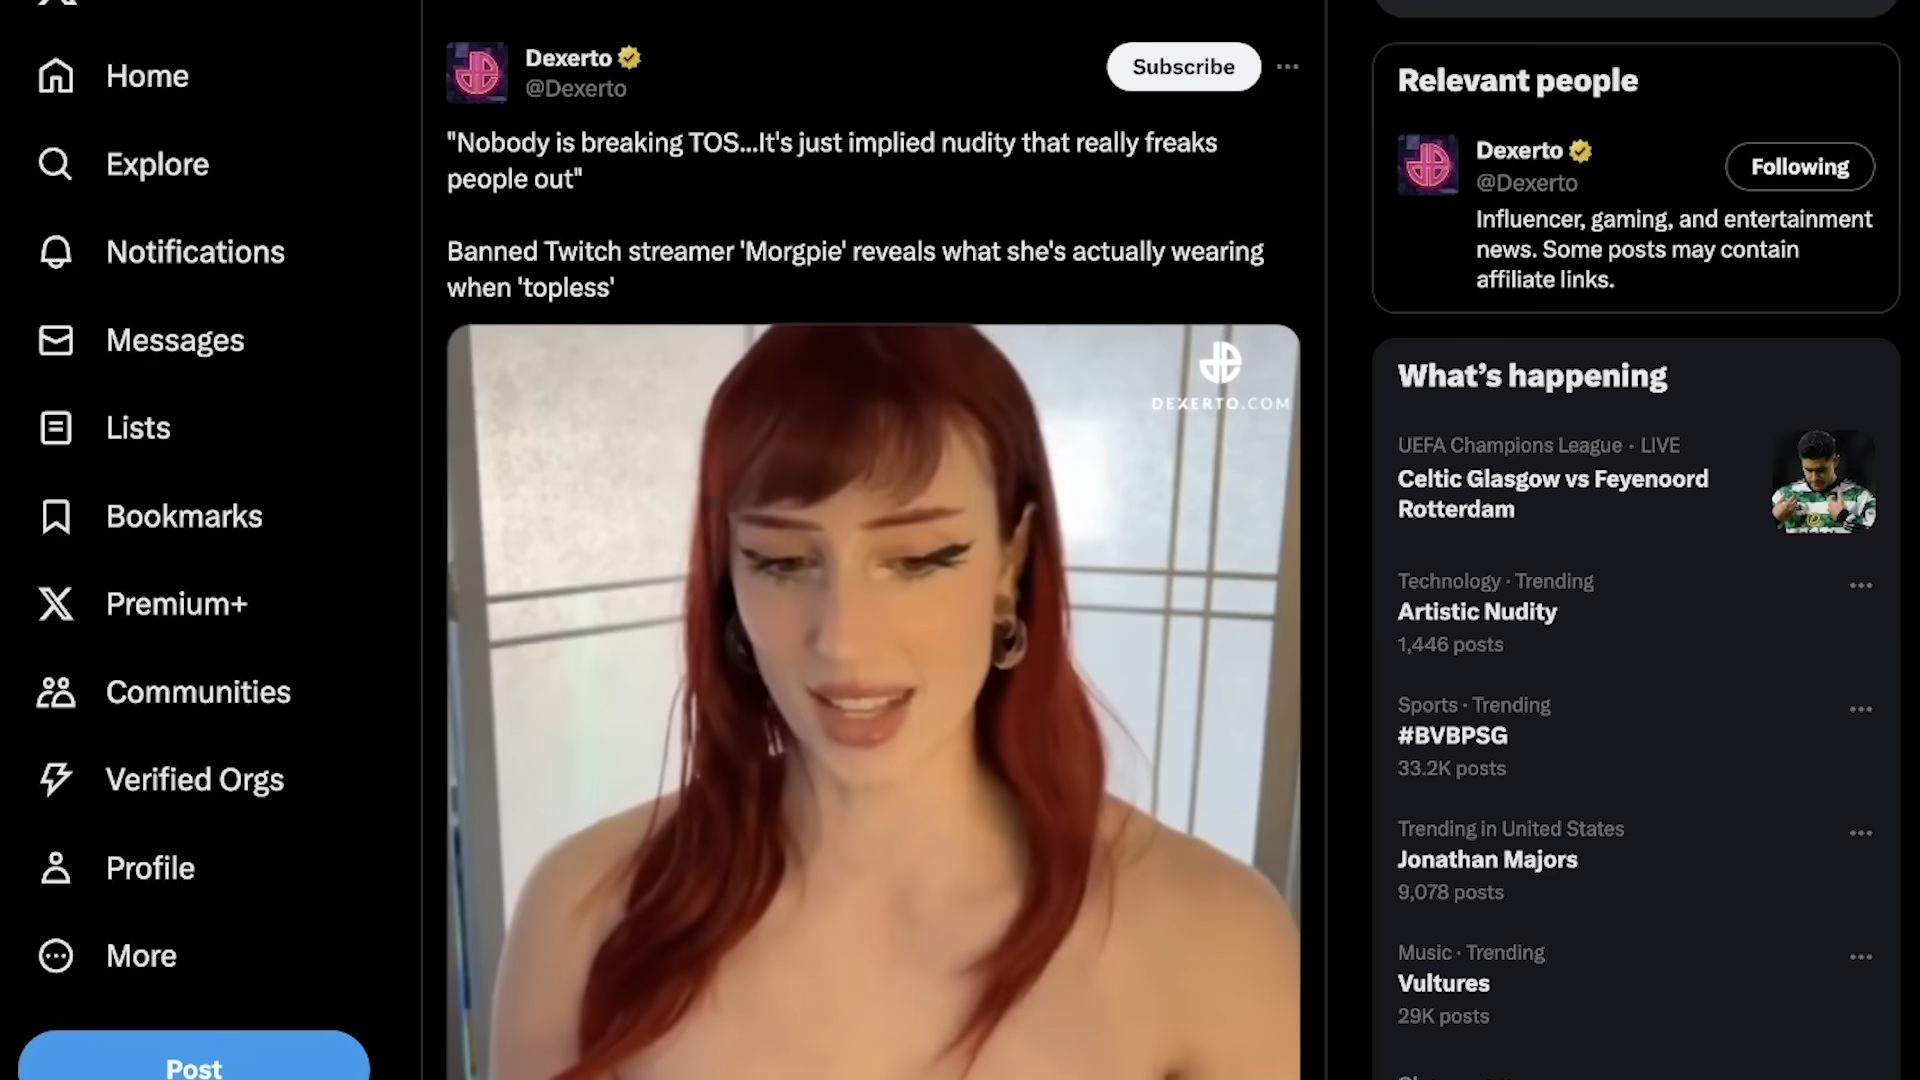 Home
Explore
Notifications
Messages
Lists
Bookmarks
Premium+
Communities
Verified Orgs
Profile
More
Post
Dexerto
@Dexerto
Subscribe
"Nobody is breaking TOS...It's just implied nudity that really freaks
people out"
Banned Twitch streamer 'Morgpie' reveals what she's actually wearing
when 'topless'
DEXERTO.COM
Relevant people
Dexerto
@Dexerto
Following
Influencer, gaming, and entertainment
news. Some posts may contain
affiliate links.
What's happening
UEFA Champions League · LIVE
Celtic Glasgow vs Feyenoord
Rotterdam
Technology · Trending
Artistic Nudity
1,446 posts
Sports · Trending
#BVBPSG
33.2K posts
Trending in United States
Jonathan Majors
9,078 posts
Music · Trending
Vultures
29K posts